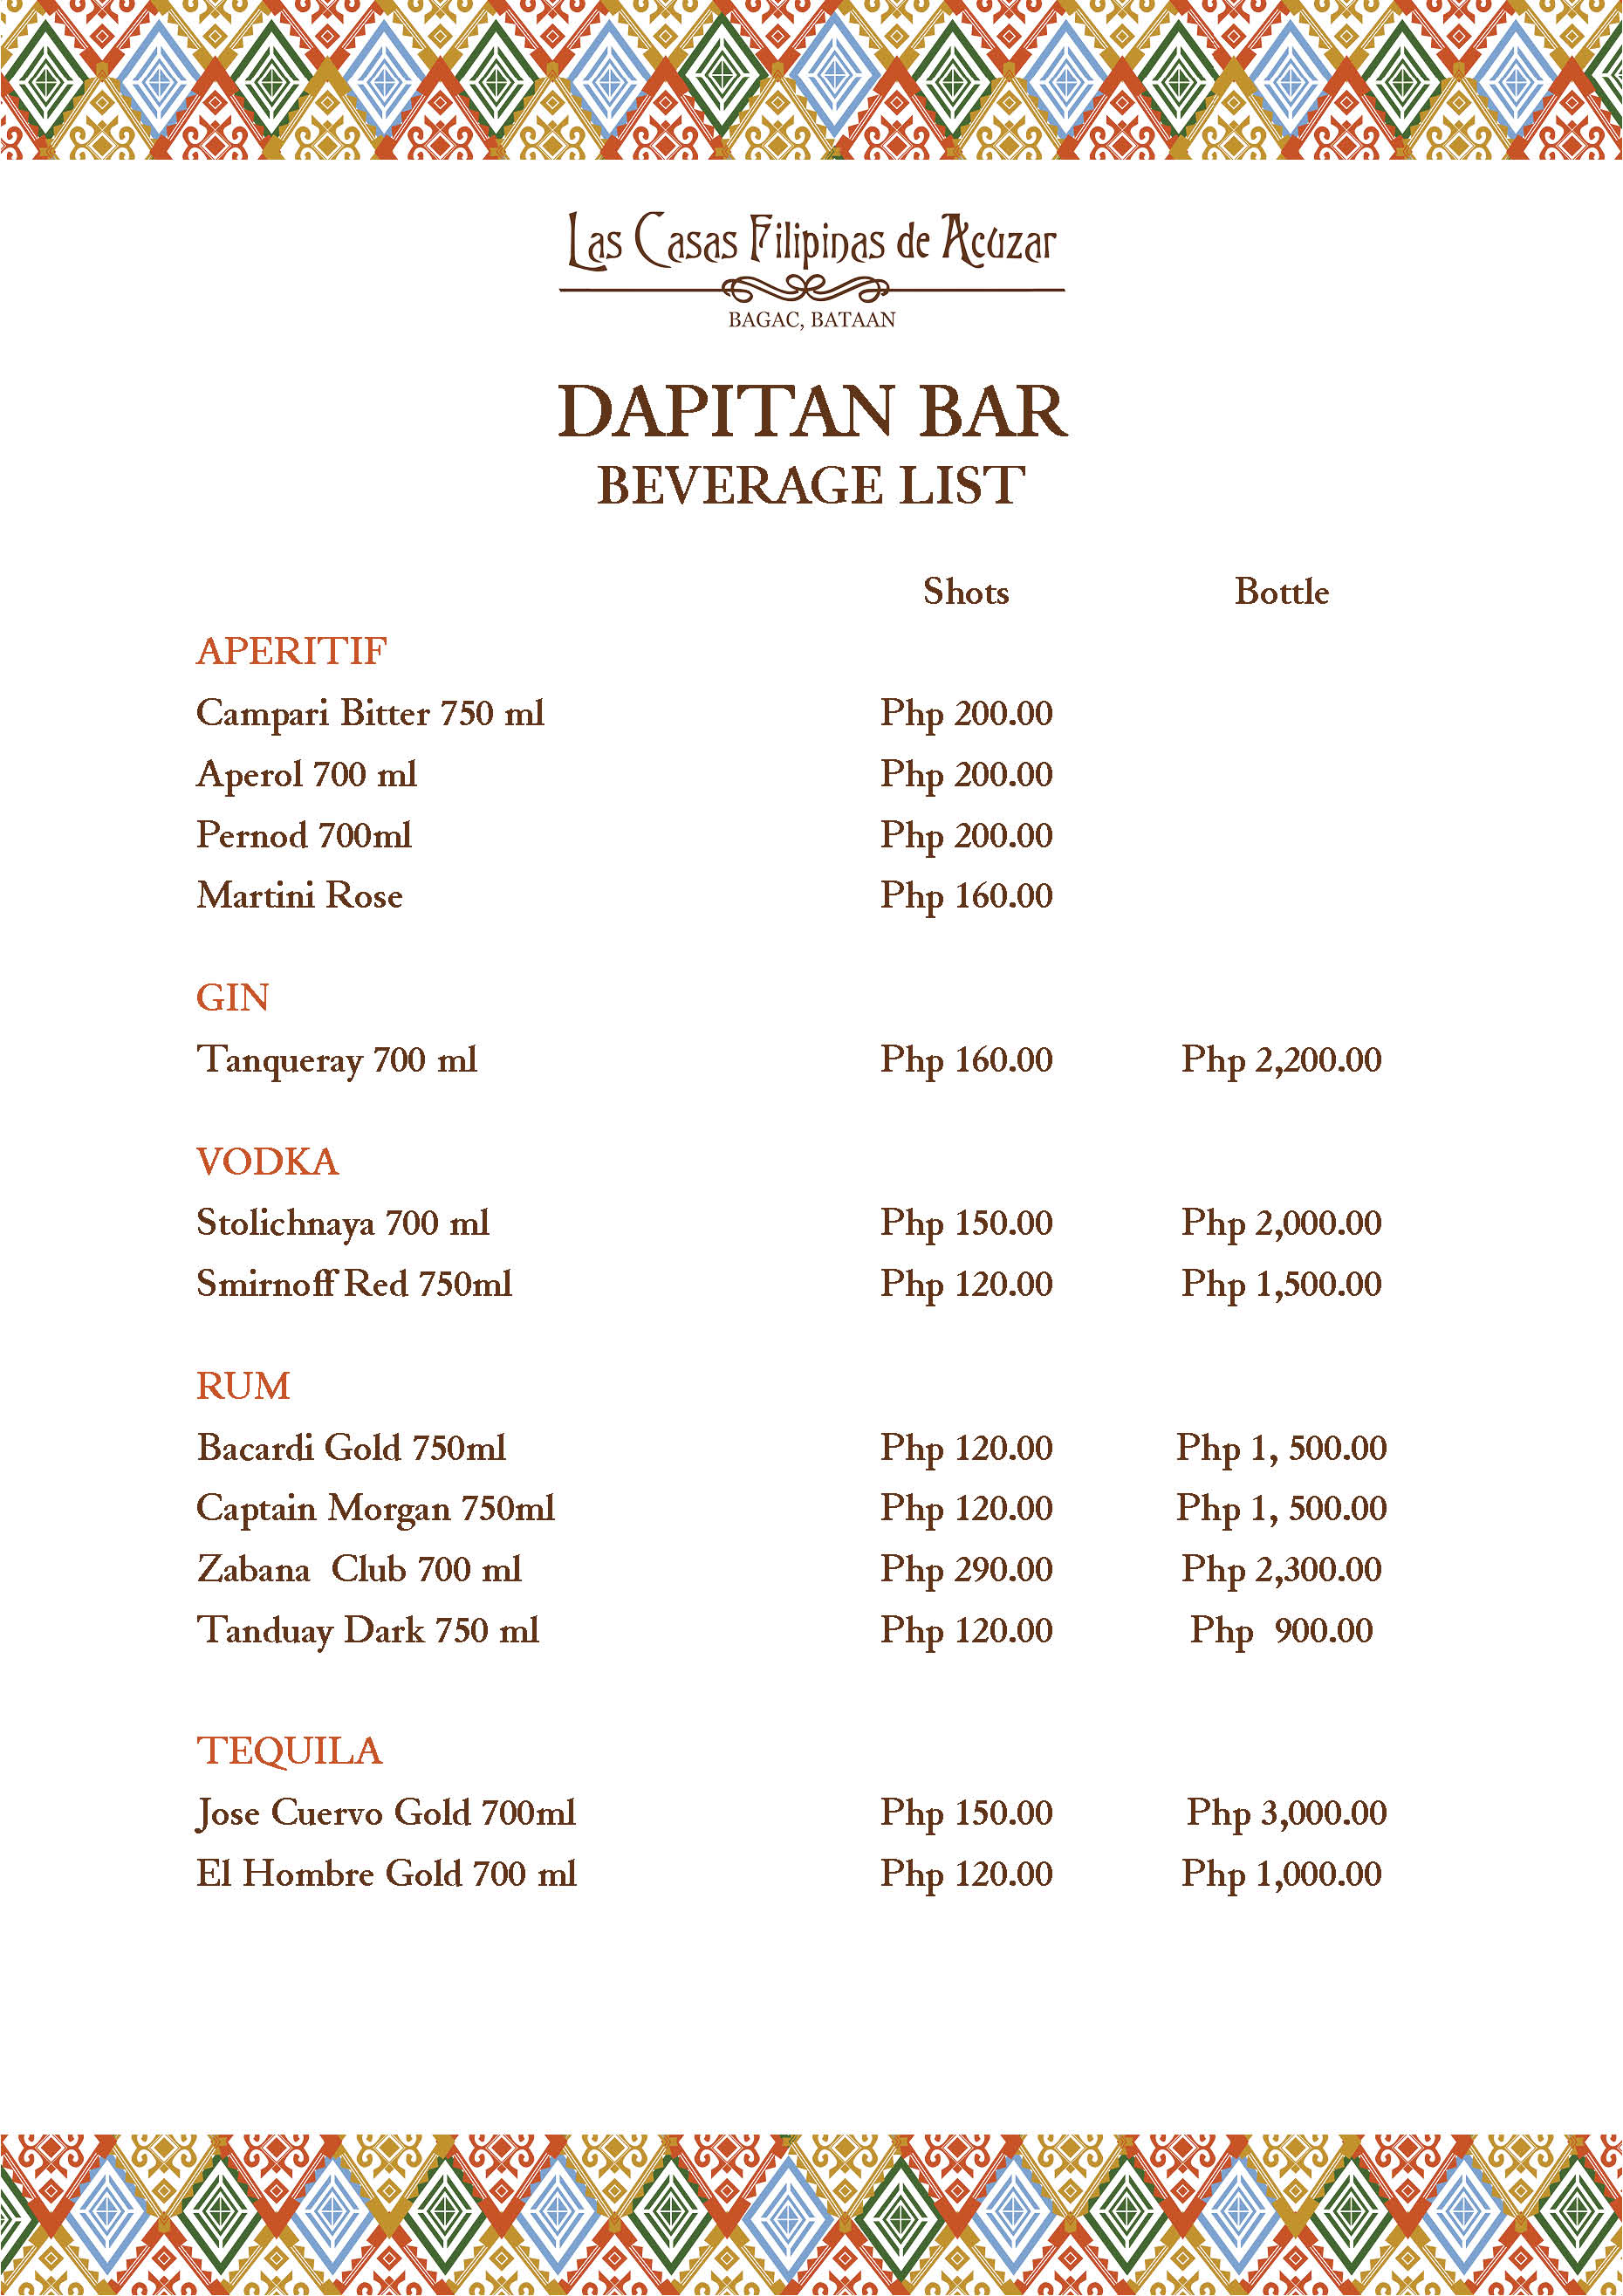 Las Casas Filipinas de Acuzar
BAGAC, BATAAN
DAPITAN BAR
BEVERAGE LIST
Shots Bottle
APERITIF
Campari Bitter 750 ml Php 200.00
Aperol 700 ml Php 200.00
Pernod 700ml Php 200.00
Martini Rose Php 160.00
GIN
Tanqueray 700 ml Php 160.00 Php 2,200.00
VODKA
Stolichnaya 700 ml Php 150.00 Php 2,000.00
Smirnoff Red 750ml Php 120.00 Php 1,500.00
RUM
Bacardi Gold 750ml Php 120.00 Php 1, 500.00
Captain Morgan 750ml Php 120.00 Php 1, 500.00
Zabana Club 700 ml Php 290.00 Php 2,300.00
Tanduay Dark 750 ml Php 120.00 Php 900.00
TEQUILA
Jose Cuervo Gold 700ml Php 150.00 Php 3,000.00
El Hombre Gold 700 ml Php 120.00 Php 1,000.00